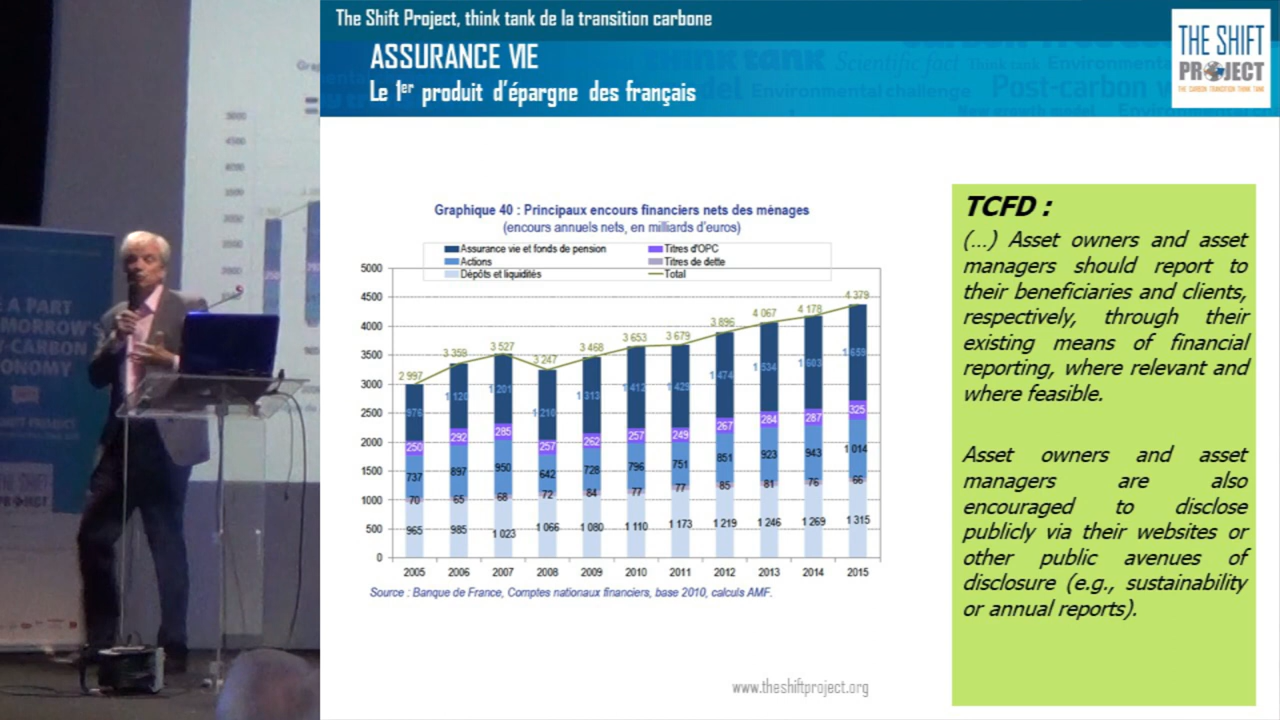 The Shift Project, think tank de la transition carbone
ASSURANCE VIE
Le 1er produit d'épargne des français
THE SHIFT
PROJECT
THE CARBON TRANSITION THINK TANK
Graphique 40 : Principaux encours financiers nets des ménages
(encours annuels nets, en milliards d'euros)
Assurance vie et fonds de pension
Titres d'OPC
Actions
Titres de dette
Dépôts et liquidités
Total
5000
4500
4000
3500
3000
2500
2000
1500
1000
500
0
2 997 3 359 3 527 3 247 3 468 3 653 3 679 3 896 4 067 4 178 4 379
976 1 120 1 201 1 210 1 313 1 412 1 429 1 474 1 534 1 603 1 659
250 292 285 257 262 257 249 267 284 287 325
737 897 950 642 728 796 751 851 923 943 1 014
70 65 68 72 84 77 77 85 81 76 66
965 985 1 023 1 066 1 080 1 110 1 173 1 219 1 246 1 269 1 315
2005 2006 2007 2008 2009 2010 2011 2012 2013 2014 2015
Source : Banque de France, Comptes nationaux financiers, base 2010, calculs AMF.
TCFD :
(...) Asset owners and asset
managers should report to
their beneficiaries and clients,
respectively, through their
existing means of financial
reporting, where relevant and
where feasible.
Asset owners and asset
managers are also
encouraged to disclose
publicly via their websites or
other public avenues of
disclosure (e.g., sustainability
or annual reports).
www.theshiftproject.org
A PART
CARBON